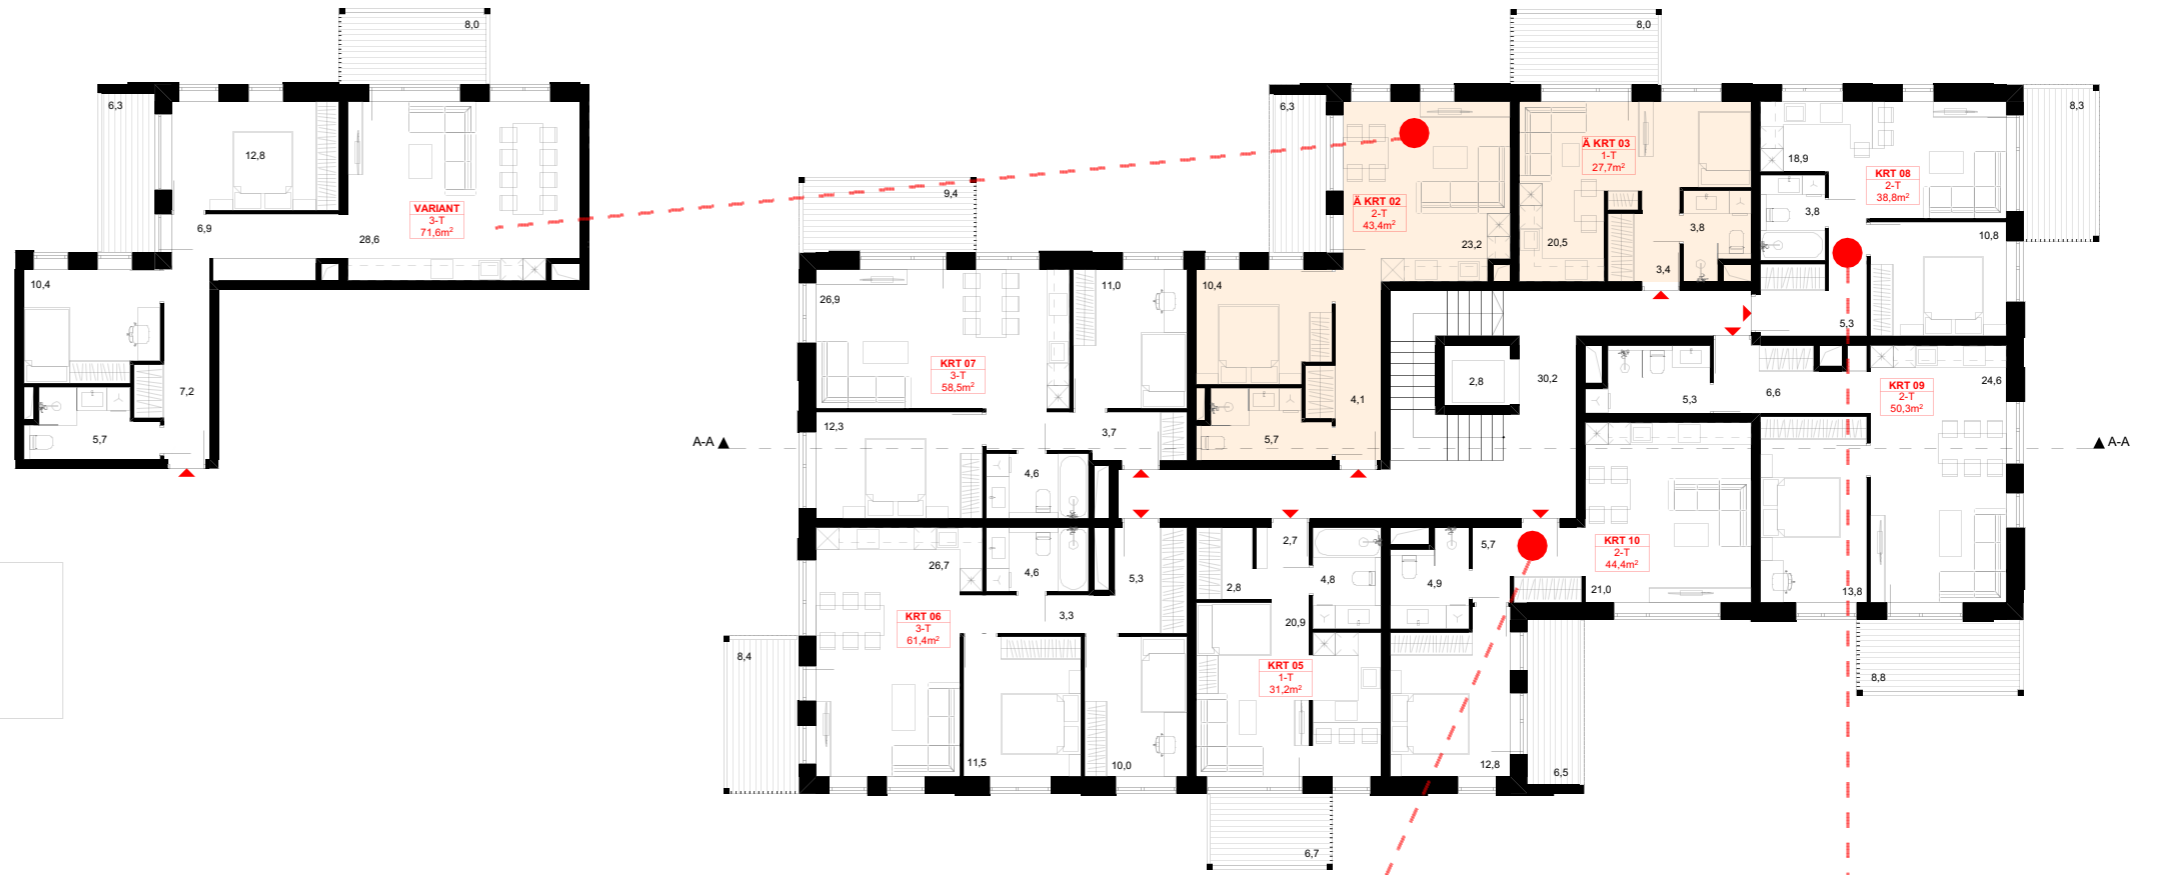 8,0
6,3
12,8
VARIANT
3-T
71,6m²
6,9
28,6
10,4
7,2
5,7
8,0
6,3
8,3
9,4
Ä KRT 03
1-T
27,7m²
18,9
KRT 08
2-T
38,8m²
Ä KRT 02
2-T
43,4m²
3,8
23,2
20,5
3,8
10,8
3,4
10,4
11,0
26,9
5,3
KRT 07
3-T
58,5m²
2,8
30,2
24,6
KRT 09
2-T
50,3m²
4,1
5,3
6,6
12,3
3,7
5,7
A-A
A-A
4,6
KRT 10
2-T
44,4m²
2,7
5,7
26,7
4,6
5,3
4,8
4,9
2,8
21,0
13,8
KRT 06
3-T
61,4m²
3,3
20,9
8,4
KRT 05
1-T
31,2m²
8,8
11,5
10,0
12,8
6,5
6,7